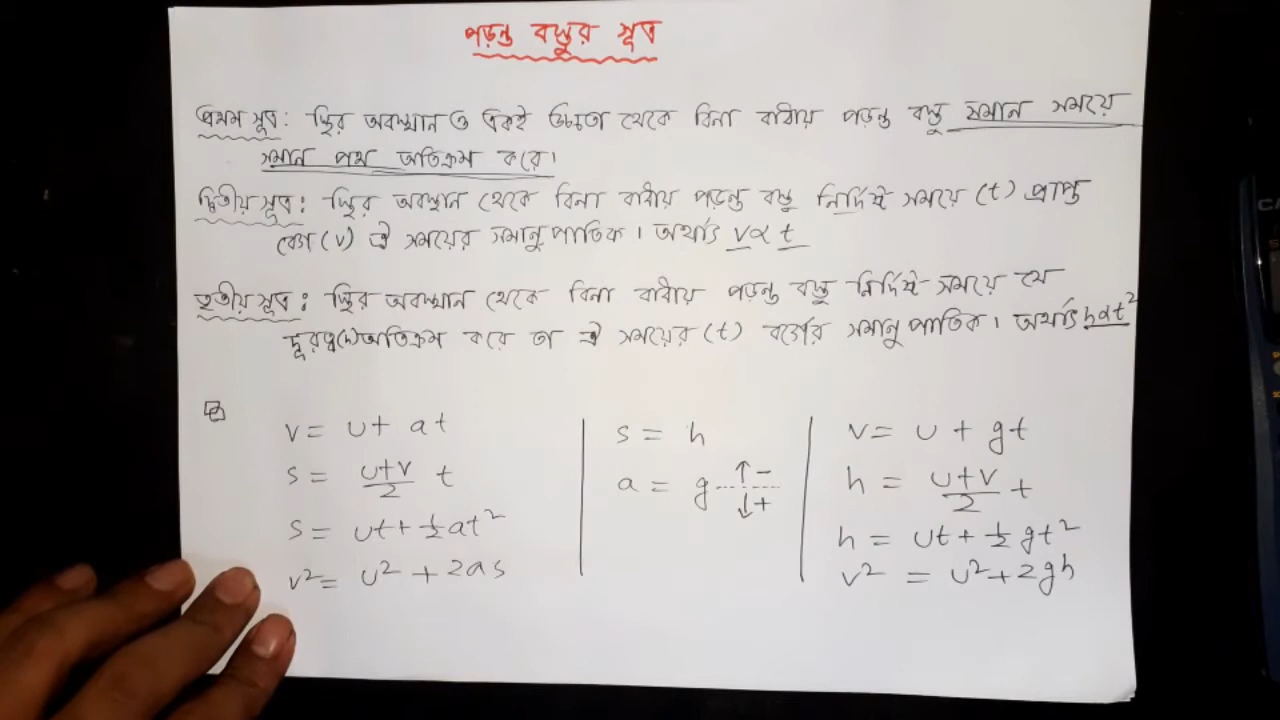 পড়ন্ত বস্তুর সূত্র
প্রথম সূত্র: স্থির অবস্থান ও একই উচ্চতা থেকে বিনা বাধায় পড়ন্ত বস্তু সমান সময়ে
সমান পথ অতিক্রম করে।
দ্বিতীয় সূত্র: স্থির অবস্থান থেকে বিনা বাধায় পড়ন্ত বস্তু নির্দিষ্ট সময়ে (t) প্রাপ্ত
বেগ (v) ঐ সময়ের সমানুপাতিক। অর্থাৎ v∝t
তৃতীয় সূত্র: স্থির অবস্থান থেকে বিনা বাধায় পড়ন্ত বস্তু নির্দিষ্ট সময়ে যে
দূরত্ব(h) অতিক্রম করে তা ঐ সময়ের (t) বর্গের সমানুপাতিক। অর্থাৎ h∝t²
v = u + at
s = (u+v)/2 t
s = ut + ½at²
v² = u² + 2as
s = h
a = g ↑− ↓+
v = u + gt
h = (u+v)/2 t
h = ut + ½gt²
v² = u² + 2gh